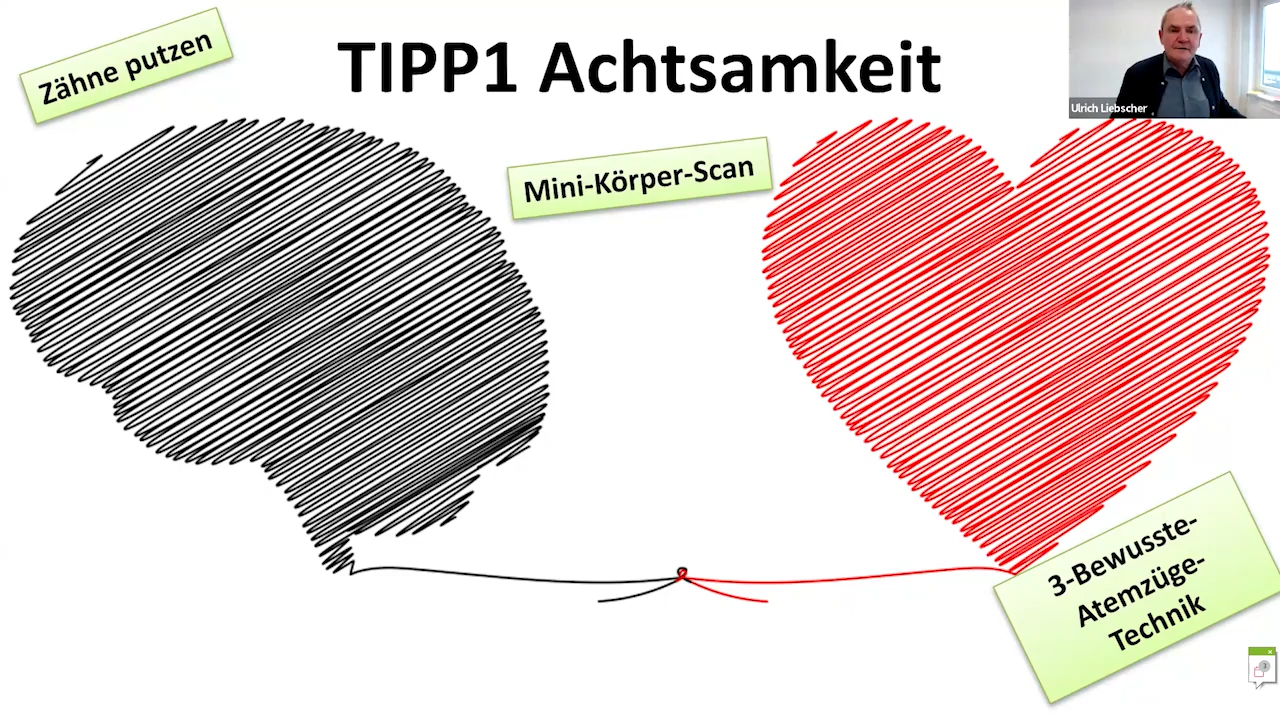 Zähne putzen
TIPP1 Achtsamkeit
Ulrich Liebscher
Mini-Körper-Scan
3-Bewusste-
Atemzüge-
Technik